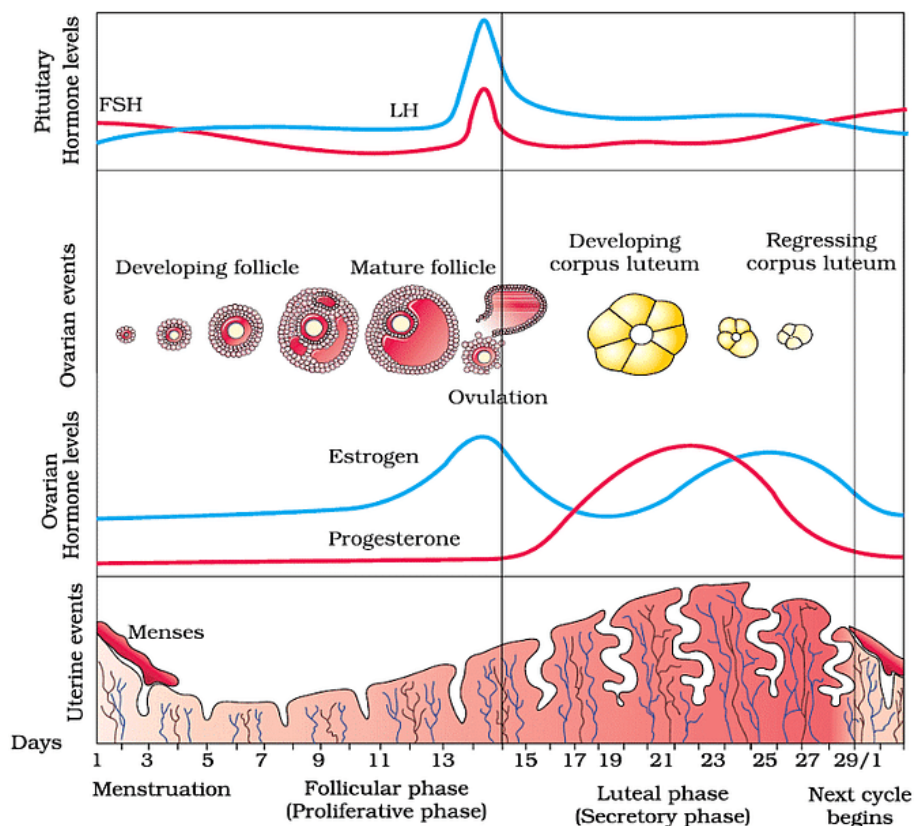 Pituitary
Hormone levels
FSH
LH
Ovarian events
Developing follicle
Mature follicle
Developing
corpus luteum
Regressing
corpus luteum
Ovulation
Ovarian
Hormone levels
Estrogen
Progesterone
Uterine events
Menses
Days
1 3 5 7 9 11 13 15 17 19 21 23 25 27 29/1
Menstruation
Follicular phase
(Proliferative phase)
Luteal phase
(Secretory phase)
Next cycle
begins